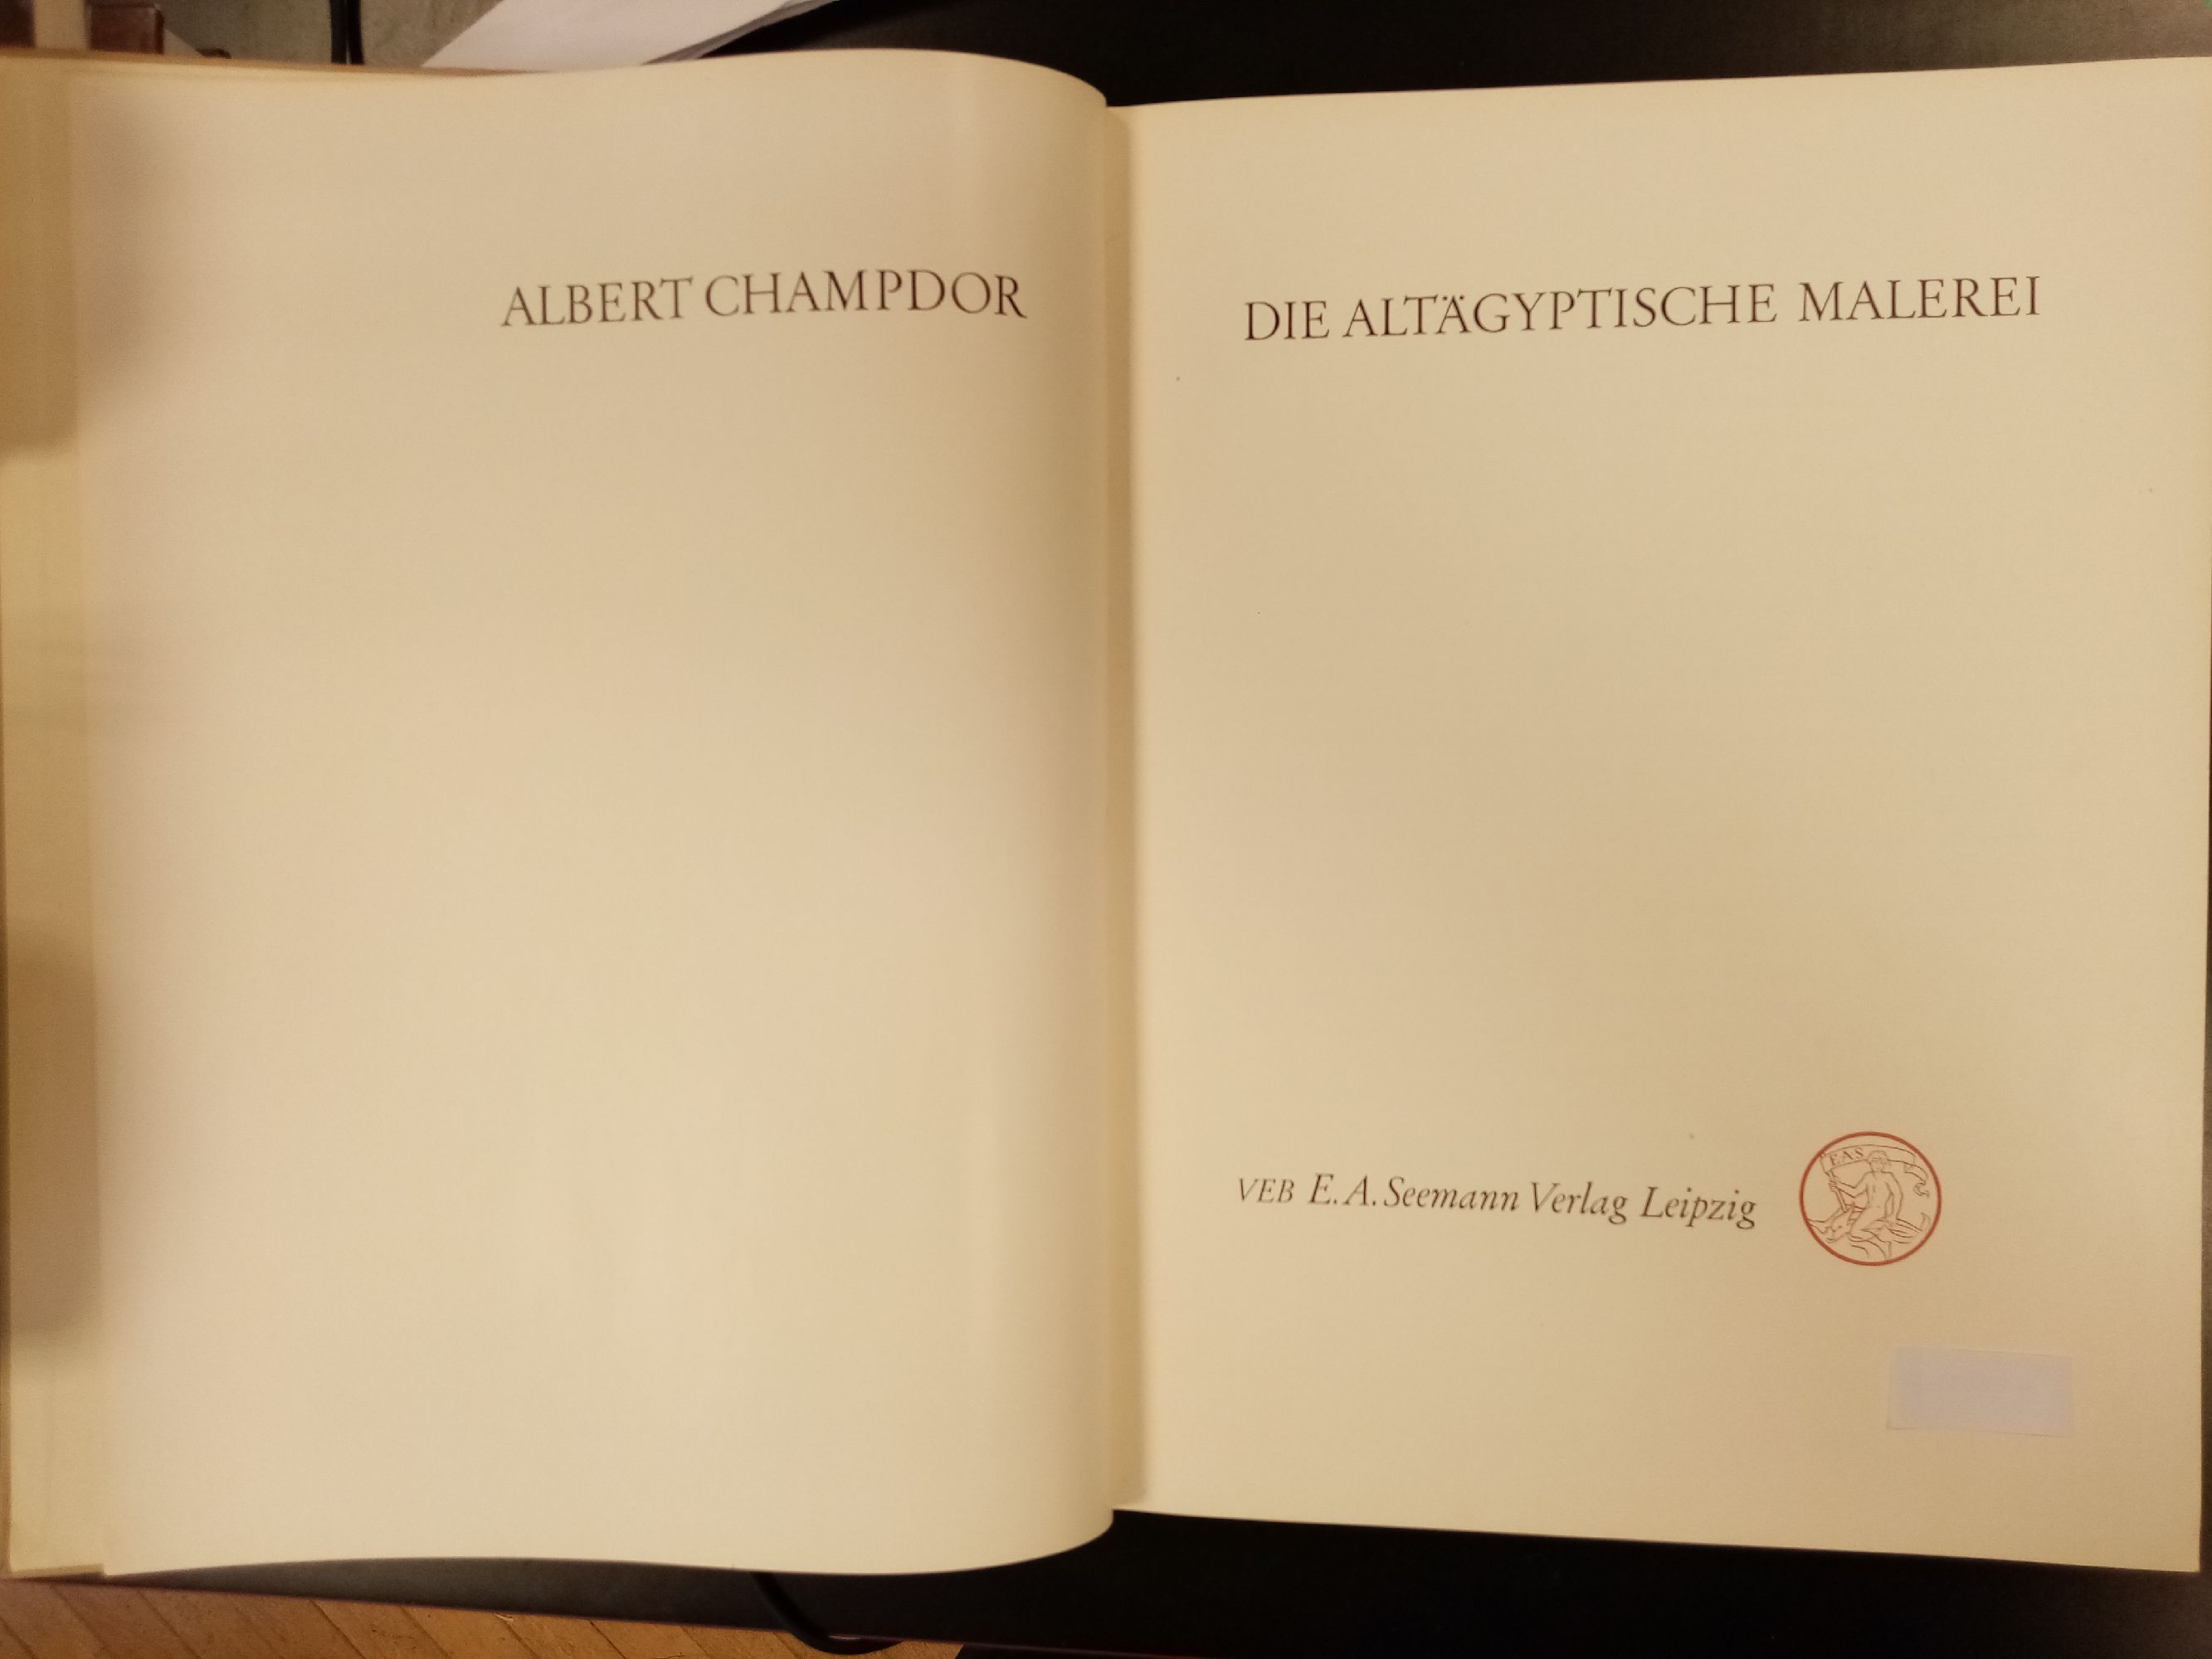 ALBERT CHAMPDOR
DIE ALTÄGYPTISCHE MALEREI
VEB E. A. Seemann Verlag Leipzig
EAS